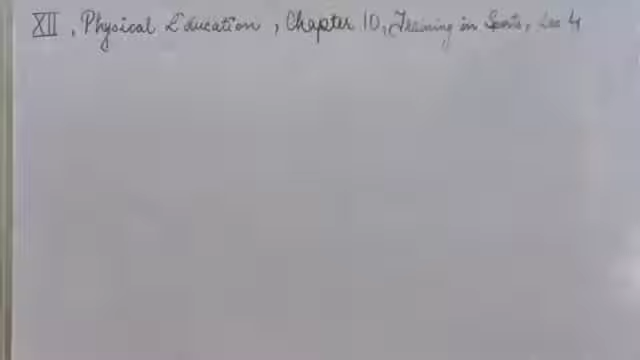 XII, Physical Education, Chapter 10, Training in Sports, Lec 4